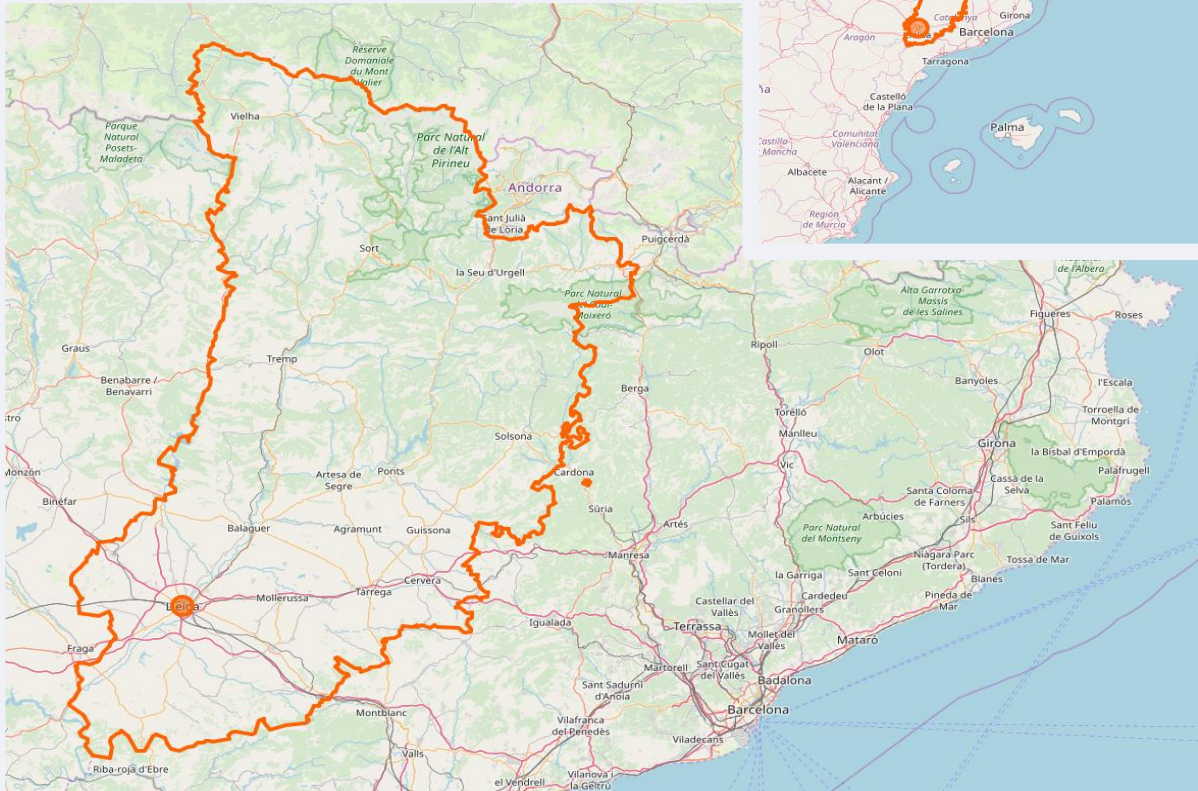 Réserve
Domaniale
du Mont
Valier
Vielha
Parque
Natural
Posets-
Maladeta
Parc Natural
de l'Alt
Pirineu
Andorra
Sant Julià
de Lòria
Sort
Puigcerdà
la Seu d'Urgell
Parc Natural
Graus
Tremp
Benabarre /
Benavarri
Berga
Ripoll
Solsona
Cardona
Monzón
Artesa de
Segre
Ponts
Binéfar
Súria
Balaguer
Agramunt
Guissona
Artés
Manresa
Cervera
Mollerussa
Tàrrega
Lleida
Igualada
Fraga
Montblanc
Riba-roja d'Ebre
Valls
el Vendrell
Catalunya
Girona
Aragón
Barcelona
Tarragona
Castelló
de la Plana
Palma
Castilla-
Mancha
Comunitat
Valenciana
Albacete
Alacant /
Alicante
Región
de Murcia
de l'Albera
Alta Garrotxa-
Massis
de les Salines
Figueres
Roses
Olot
Banyoles
l'Escala
Torelló
Manlleu
Torroella de
Montgrí
Girona
la Bisbal d'Empordà
Vic
Palafrugell
Cassà de la
Selva
Santa Coloma
de Farners
Palamós
Arbúcies
Sils
Parc Natural
del Montseny
Sant Feliu
de Guíxols
Niagara Parc
(Tordera)
Tossa de Mar
la Garriga
Sant Celoni
Blanes
Cardedeu
Pineda de
Mar
Castellar del
Vallès
Granollers
Terrassa
Mollet del
Vallès
Mataró
Martorell
Sant Cugat
del Vallès
Badalona
Sant Sadurní
d'Anoia
Barcelona
Vilafranca
del Penedès
Viladecans
Vilanova i
la Geltrú